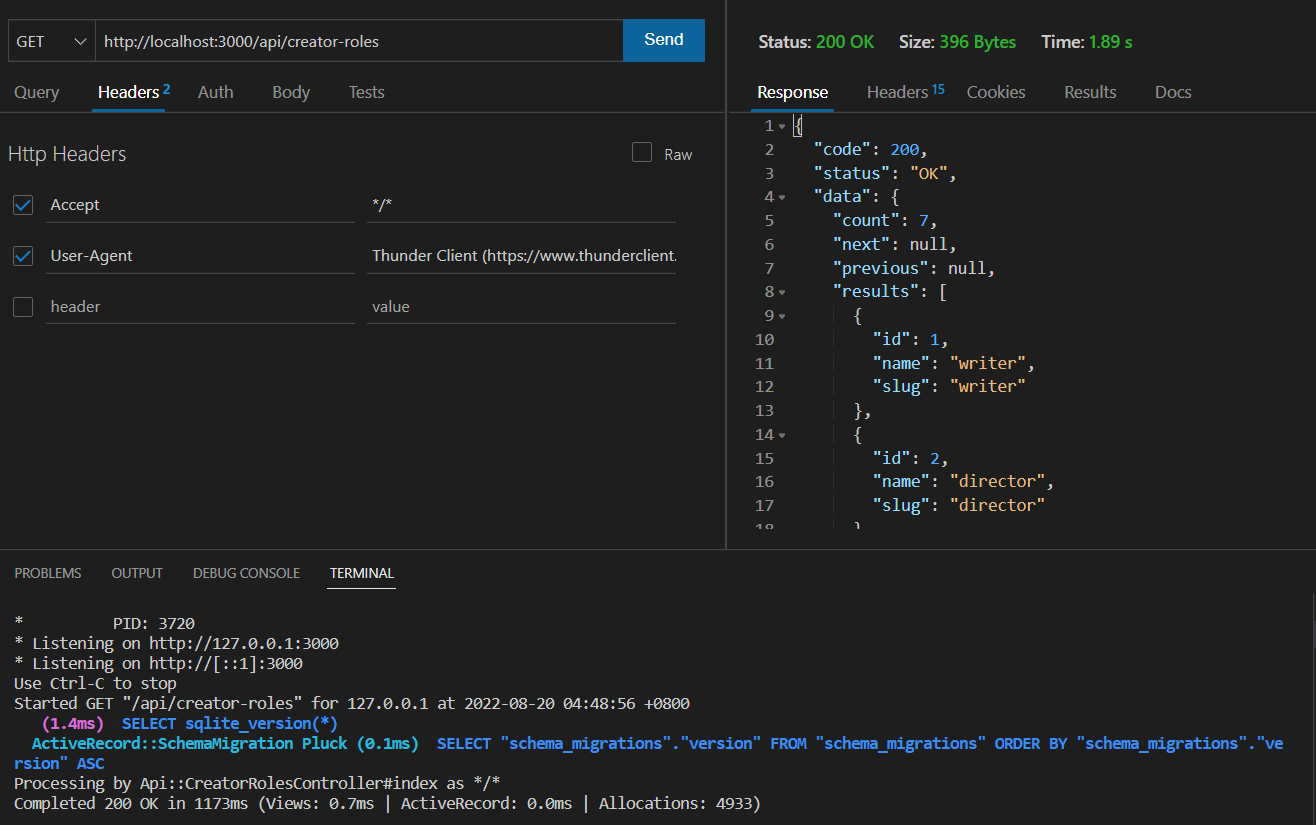 GET http://localhost:3000/api/creator-roles Send
Query Headers 2 Auth Body Tests
Http Headers Raw
Accept */*
User-Agent Thunder Client (https://www.thunderclient.
header value
Status: 200 OK Size: 396 Bytes Time: 1.89 s
Response Headers 15 Cookies Results Docs
1 {
2 "code": 200,
3 "status": "OK",
4 "data": {
5 "count": 7,
6 "next": null,
7 "previous": null,
8 "results": [
9 {
10 "id": 1,
11 "name": "writer",
12 "slug": "writer"
13 },
14 {
15 "id": 2,
16 "name": "director",
17 "slug": "director"
18 }
PROBLEMS OUTPUT DEBUG CONSOLE TERMINAL
* PID: 3720
* Listening on http://127.0.0.1:3000
* Listening on http://[::1]:3000
Use Ctrl-C to stop
Started GET "/api/creator-roles" for 127.0.0.1 at 2022-08-20 04:48:56 +0800
(1.4ms) SELECT sqlite_version(*)
ActiveRecord::SchemaMigration Pluck (0.1ms) SELECT "schema_migrations"."version" FROM "schema_migrations" ORDER BY "schema_migrations"."ve
rsion" ASC
Processing by Api::CreatorRolesController#index as */*
Completed 200 OK in 1173ms (Views: 0.7ms | ActiveRecord: 0.0ms | Allocations: 4933)